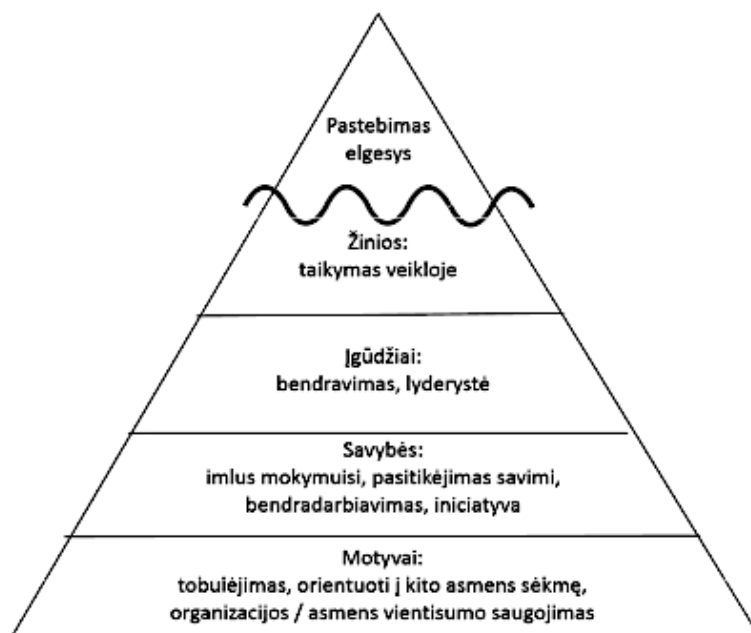 Pastebimas
elgesys
Žinios:
taikymas veikloje
Įgūdžiai:
bendravimas, lyderystė
Savybės:
imlus mokymuisi, pasitikėjimas savimi,
bendradarbiavimas, iniciatyva
Motyvai:
tobulėjimas, orientuoti į kito asmens sėkmę,
organizacijos / asmens vientisumo saugojimas